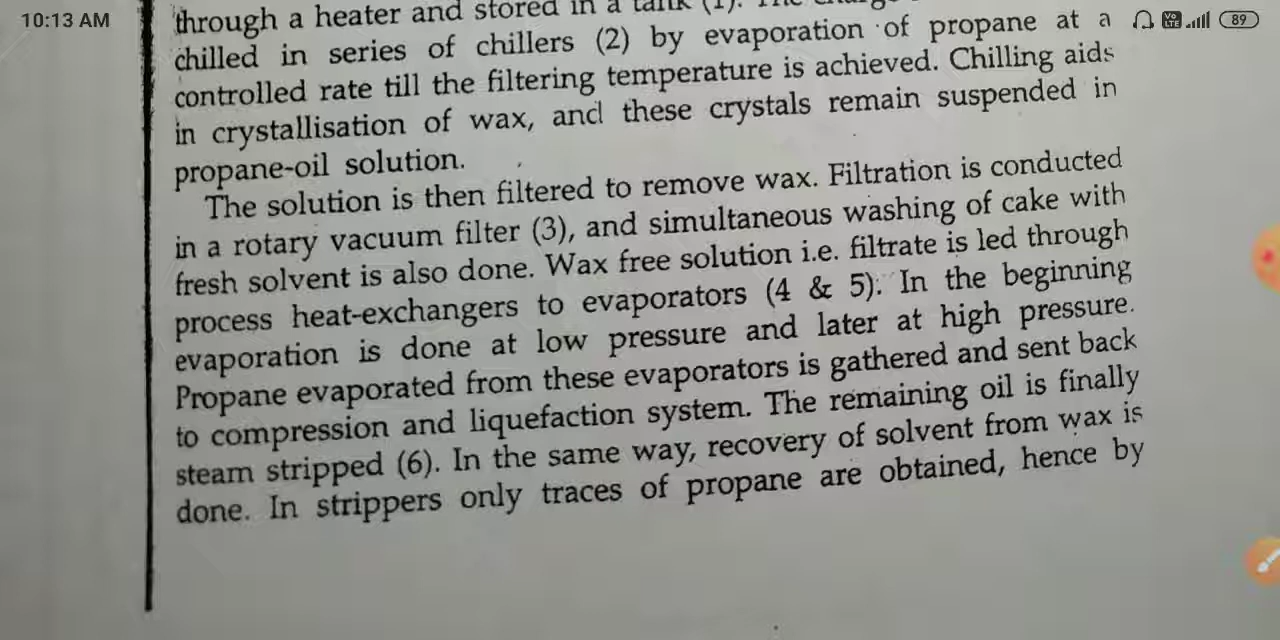 10:13 AM
through a heater and stored in a tank (1). The
VO LTE 89
chilled in series of chillers (2) by evaporation of propane at a
controlled rate till the filtering temperature is achieved. Chilling aids
in crystallisation of wax, and these crystals remain suspended in
propane-oil solution.
The solution is then filtered to remove wax. Filtration is conducted
in a rotary vacuum filter (3), and simultaneous washing of cake with
fresh solvent is also done. Wax free solution i.e. filtrate is led through
process heat-exchangers to evaporators (4 & 5). In the beginning
evaporation is done at low pressure and later at high pressure.
Propane evaporated from these evaporators is gathered and sent back
to compression and liquefaction system. The remaining oil is finally
steam stripped (6). In the same way, recovery of solvent from wax is
done. In strippers only traces of propane are obtained, hence by